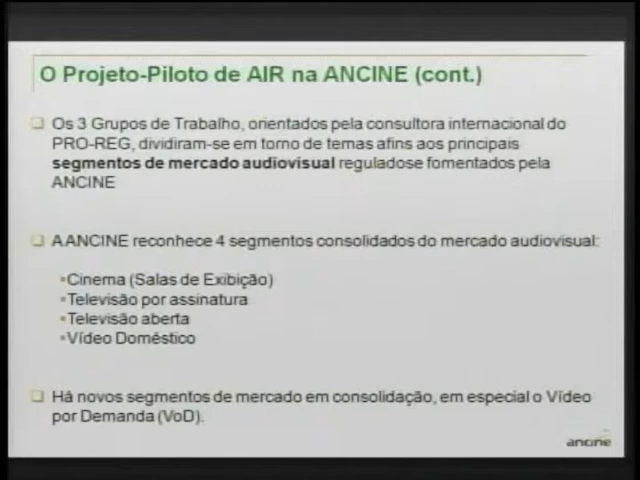 O Projeto-Piloto de AIR na ANCINE (cont.)
Os 3 Grupos de Trabalho, orientados pela consultora internacional do
PRO-REG, dividiram-se em torno de temas afins aos principais
segmentos de mercado audiovisual reguladose fomentados pela
ANCINE
A ANCINE reconhece 4 segmentos consolidados do mercado audiovisual:
Cinema (Salas de Exibição)
Televisão por assinatura
Televisão aberta
Vídeo Doméstico
Há novos segmentos de mercado em consolidação, em especial o Vídeo
por Demanda (VoD).
ancine